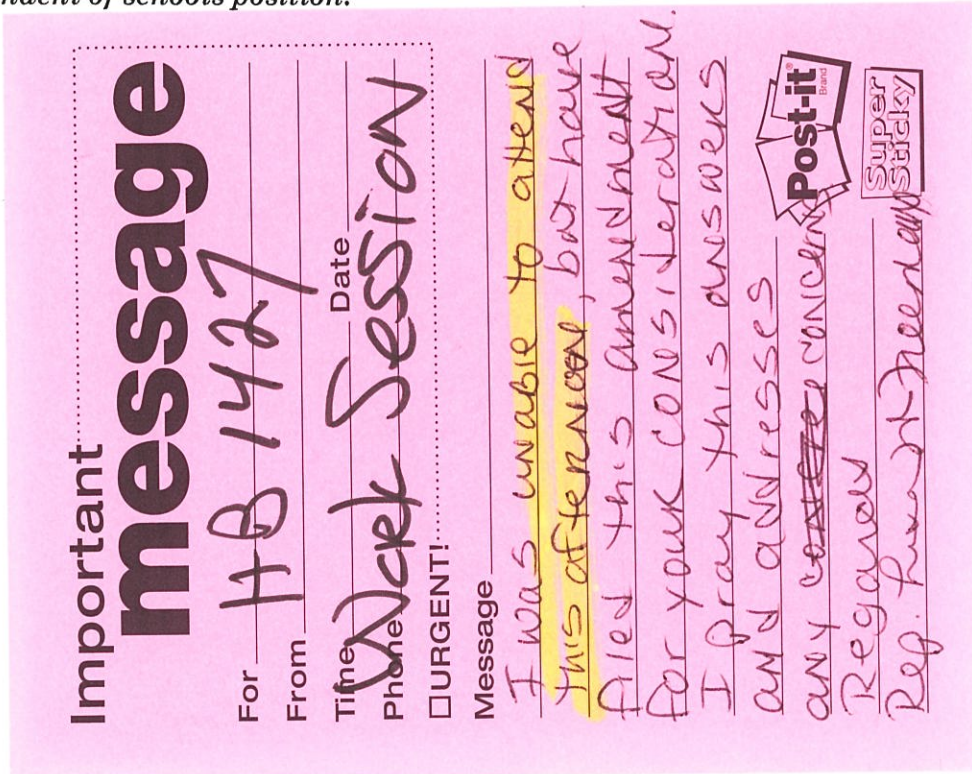 ndent of schools position.
Important
message
For HB 1427
From
Time Date
Work Session
Phone
☐URGENT!
Message
I was unable to attend
this afternoon, but have
filed this amendment
for your consideration.
I pray this answers
and addresses
any concerns
Regards
Rep.
Post-it®
Brand
Super
Sticky